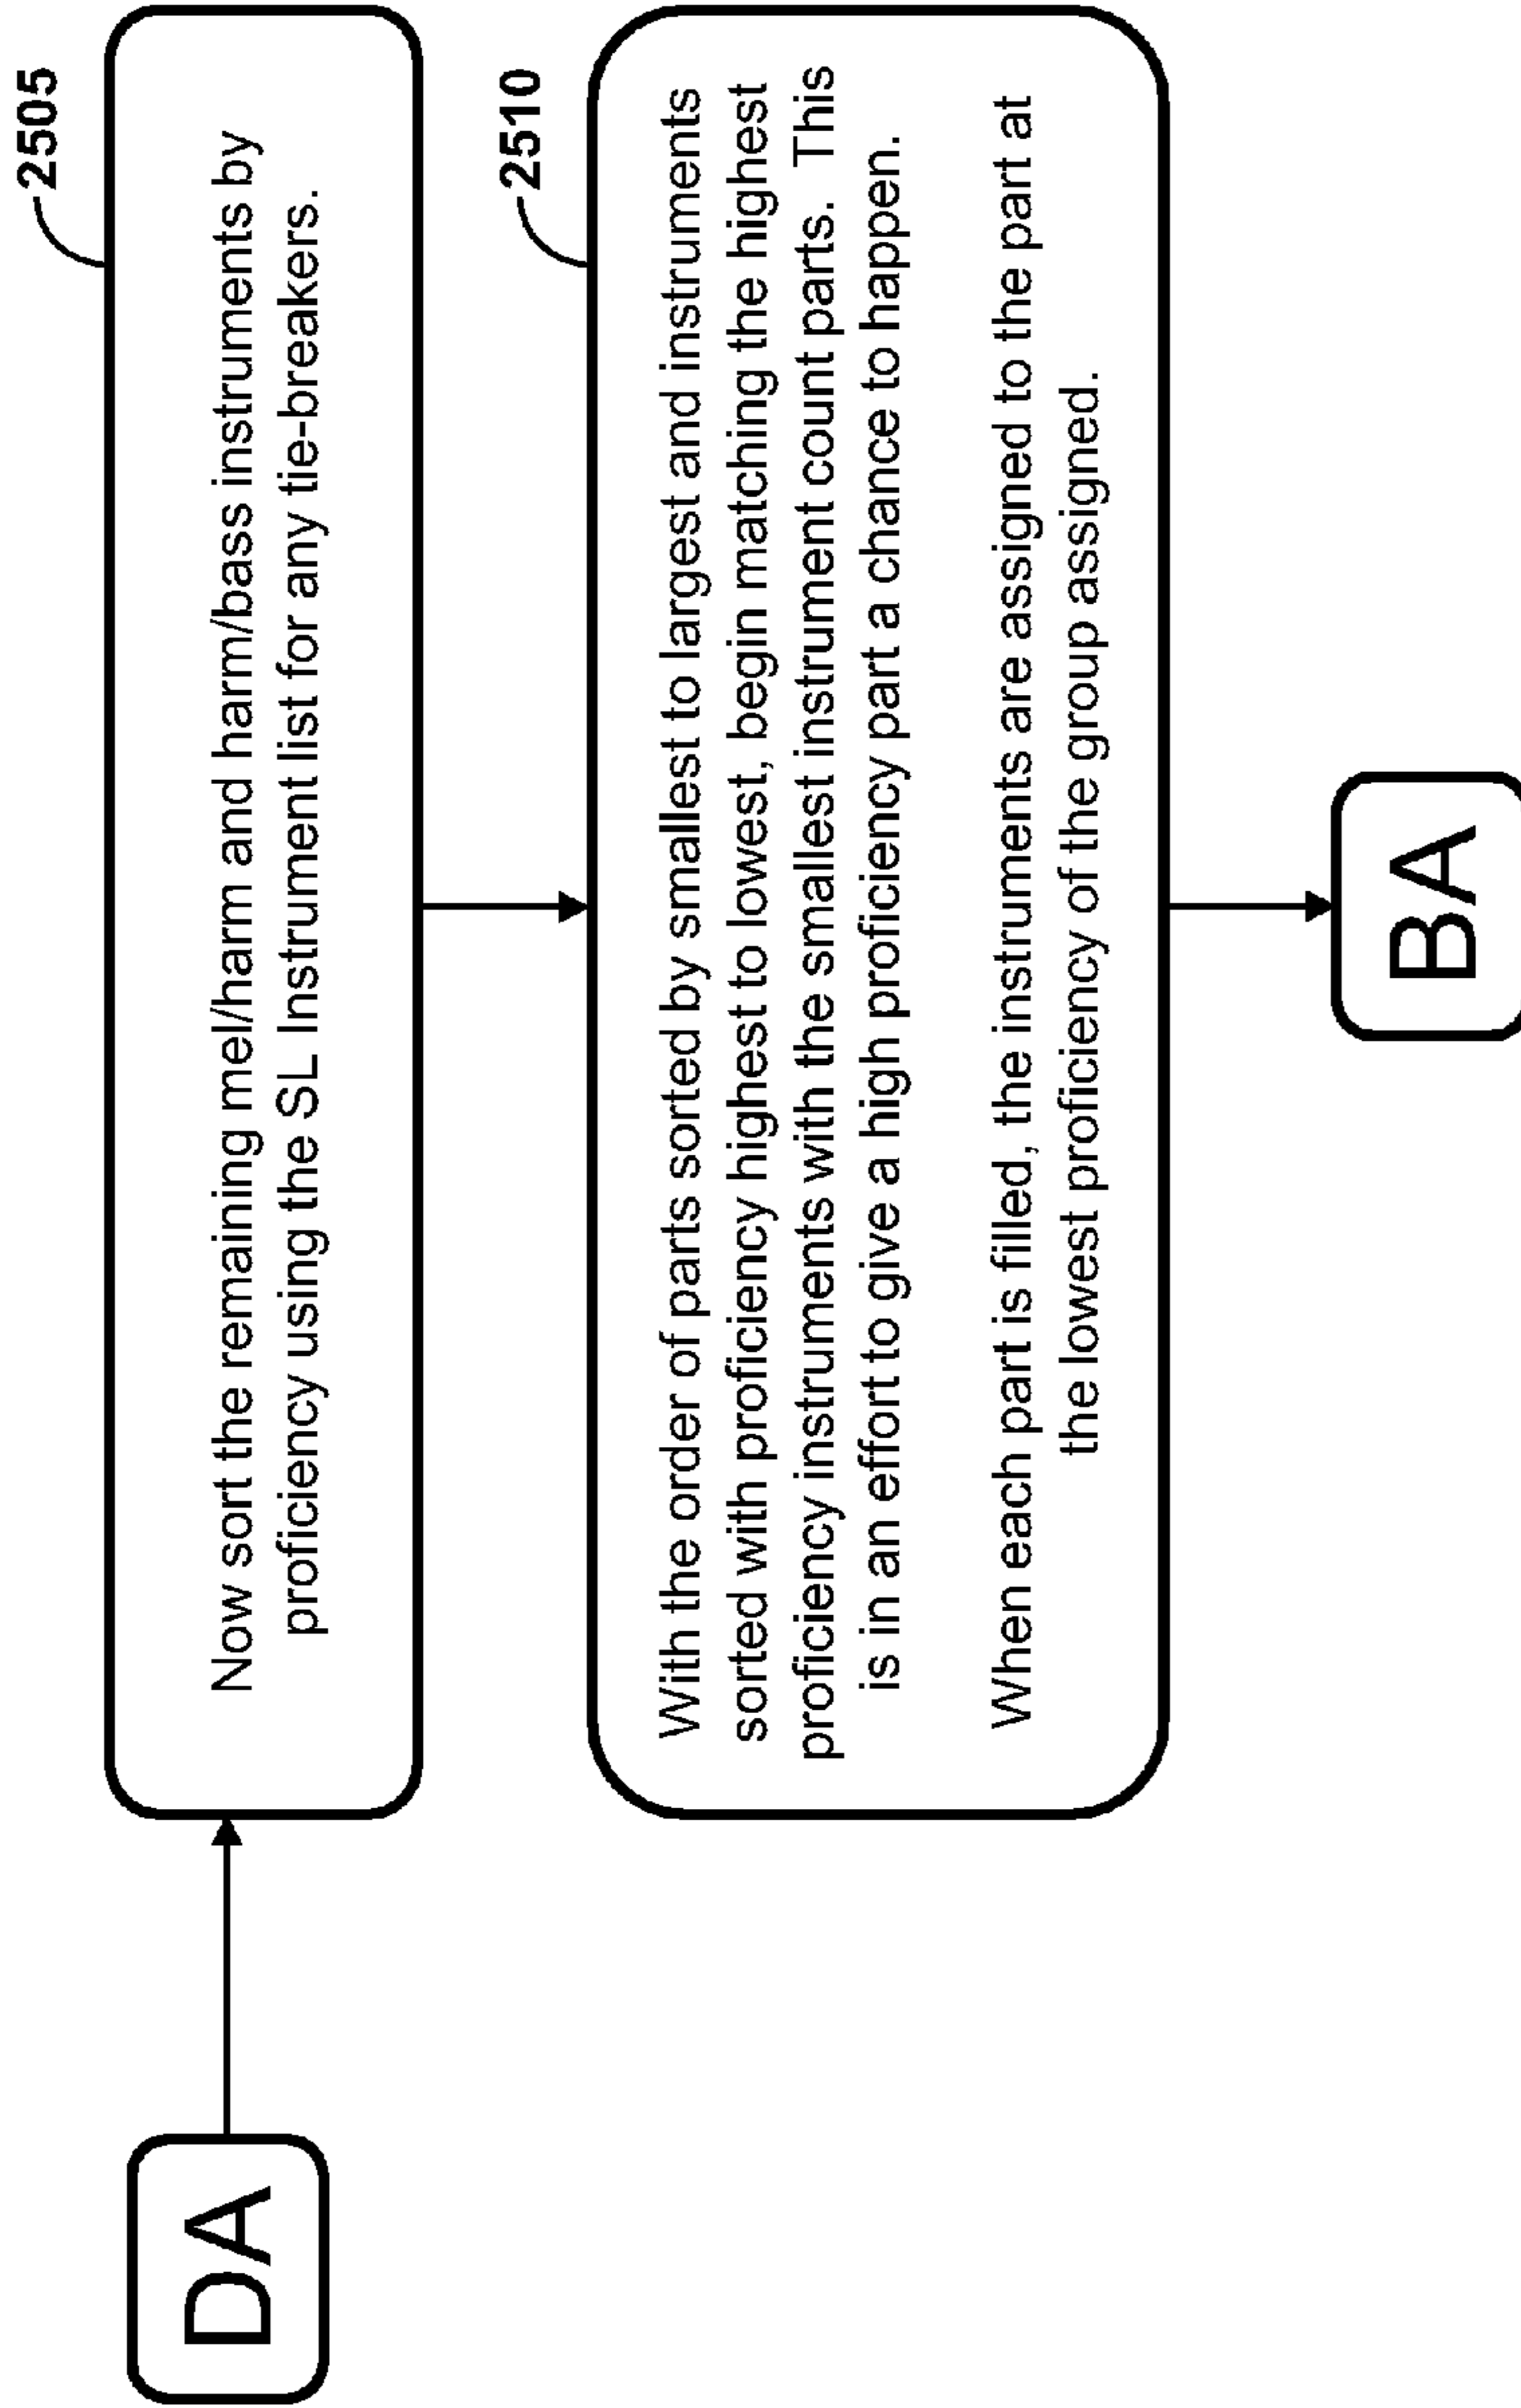 2505
DA
Now sort the remaining mel/harm and harm/bass instruments by
proficiency using the SL Instrument list for any tie-breakers.
2510
With the order of parts sorted by smallest to largest and instruments
sorted with proficiency highest to lowest, begin matching the highest
proficiency instruments with the smallest instrument count parts.  This
is in an effort to give a high proficiency part a chance to happen.
When each part is filled, the instruments are assigned to the part at
the lowest proficiency of the group assigned.
BA